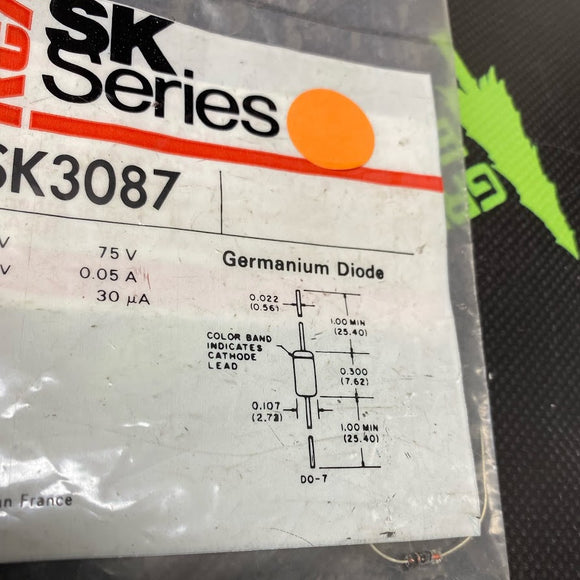 RCA SK
Series
SK3087
V 75 V
V 0.05 A
30 µA
Germanium Diode
0.022
(0.56)
1.00 MIN
(25.40)
COLOR BAND
INDICATES
CATHODE
LEAD
0.300
(7.62)
0.107
(2.72)
1.00 MIN
(25.40)
DO-7
in France